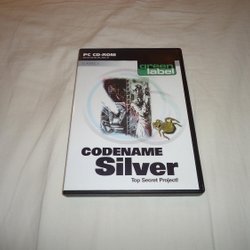 PC CD-ROM
green
label
CODENAME
Silver
Top Secret Project!